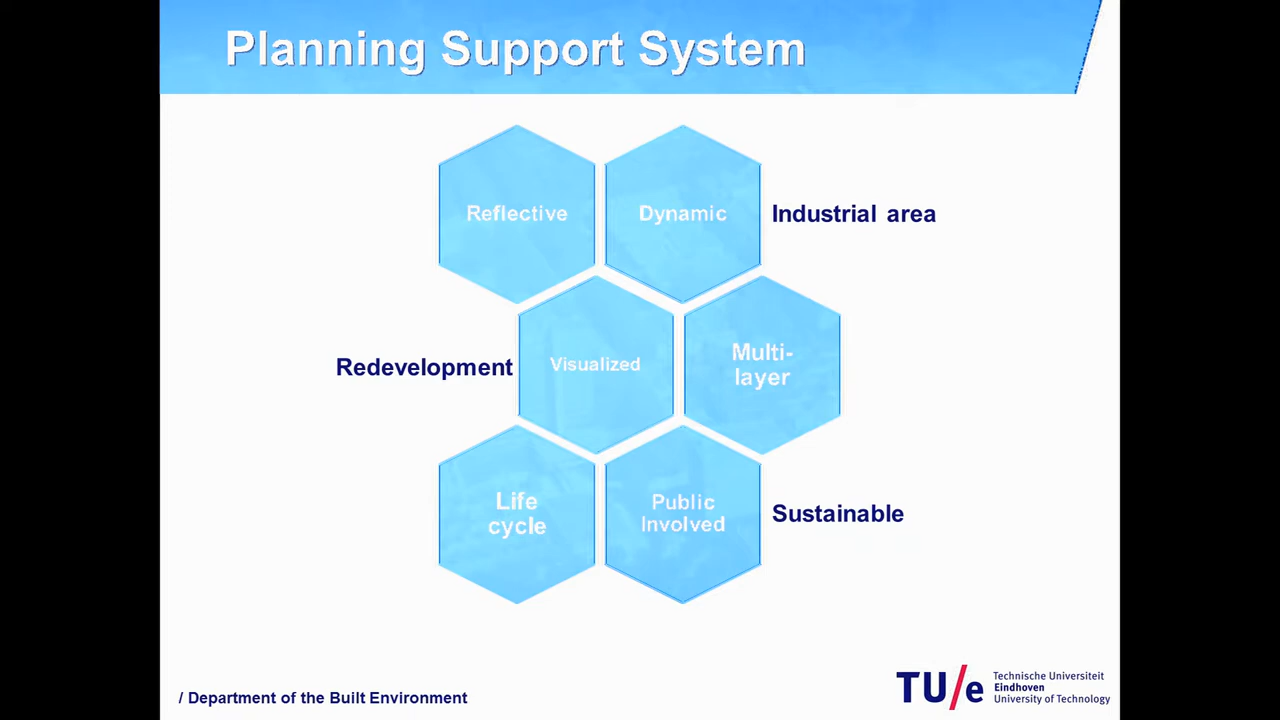 Planning Support System
Reflective
Dynamic
Industrial area
Redevelopment
Visualized
Multi-
layer
Life
cycle
Public
Involved
Sustainable
/ Department of the Built Environment
TU/e
Technische Universiteit
Eindhoven
University of Technology